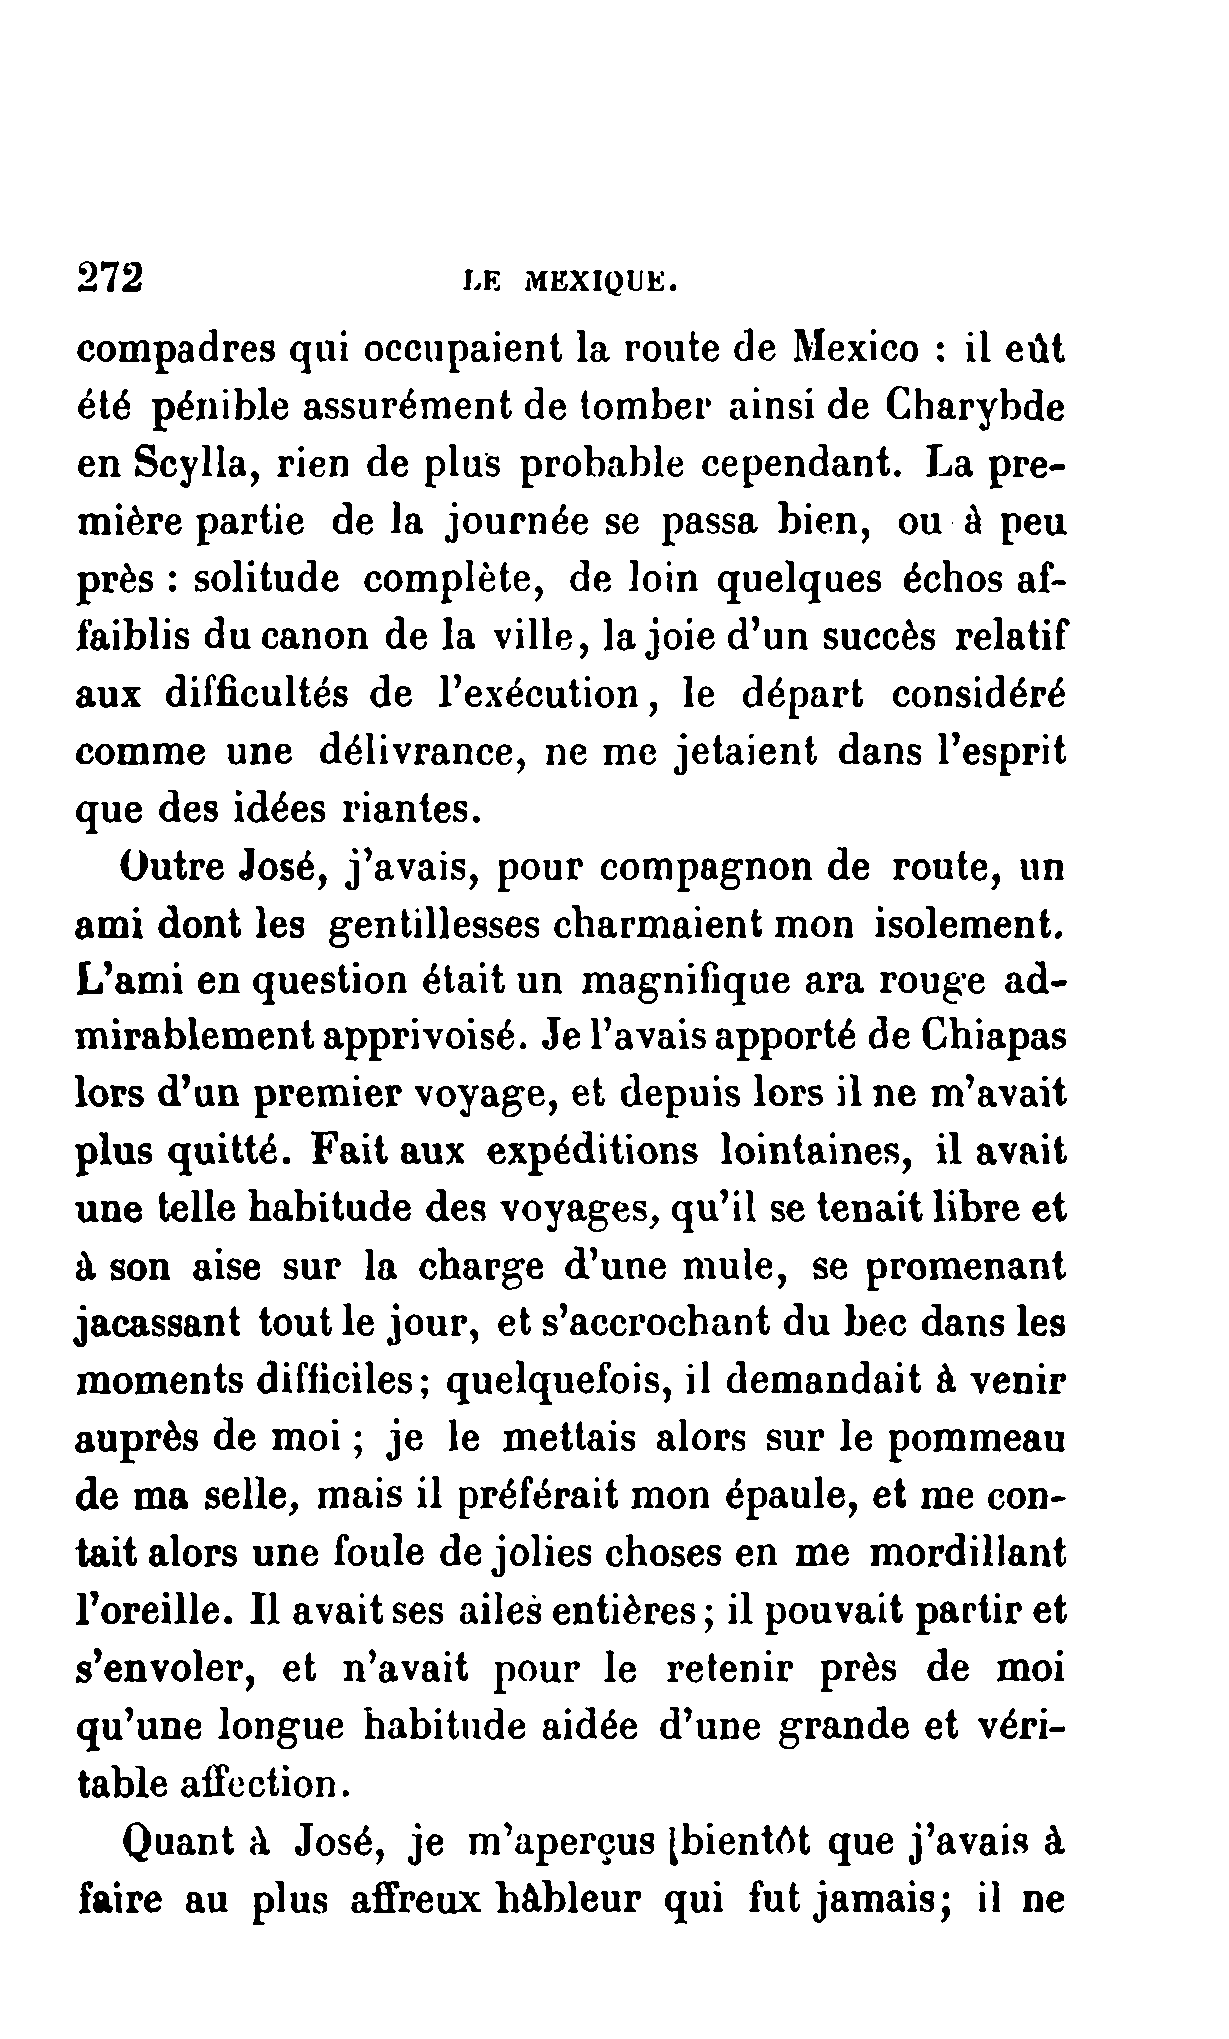 272 LE MEXIQUE.
compadres qui occupaient la route de Mexico : il eût
été pénible assurément de tomber ainsi de Charybde
en Scylla, rien de plus probable cependant. La pre-
mière partie de la journée se passa bien, ou à peu
près : solitude complète, de loin quelques échos af-
faiblis du canon de la ville, la joie d'un succès relatif
aux difficultés de l'exécution, le départ considéré
comme une délivrance, ne me jetaient dans l'esprit
que des idées riantes.
Outre José, j'avais, pour compagnon de route, un
ami dont les gentillesses charmaient mon isolement.
L'ami en question était un magnifique ara rouge ad-
mirablement apprivoisé. Je l'avais apporté de Chiapas
lors d'un premier voyage, et depuis lors il ne m'avait
plus quitté. Fait aux expéditions lointaines, il avait
une telle habitude des voyages, qu'il se tenait libre et
à son aise sur la charge d'une mule, se promenant
jacassant tout le jour, et s'accrochant du bec dans les
moments difficiles; quelquefois, il demandait à venir
auprès de moi ; je le mettais alors sur le pommeau
de ma selle, mais il préférait mon épaule, et me con-
tait alors une foule de jolies choses en me mordillant
l'oreille. Il avait ses ailes entières; il pouvait partir et
s'envoler, et n'avait pour le retenir près de moi
qu'une longue habitude aidée d'une grande et véri-
table affection.
Quant à José, je m'aperçus bientôt que j'avais à
faire au plus affreux hâbleur qui fut jamais; il ne